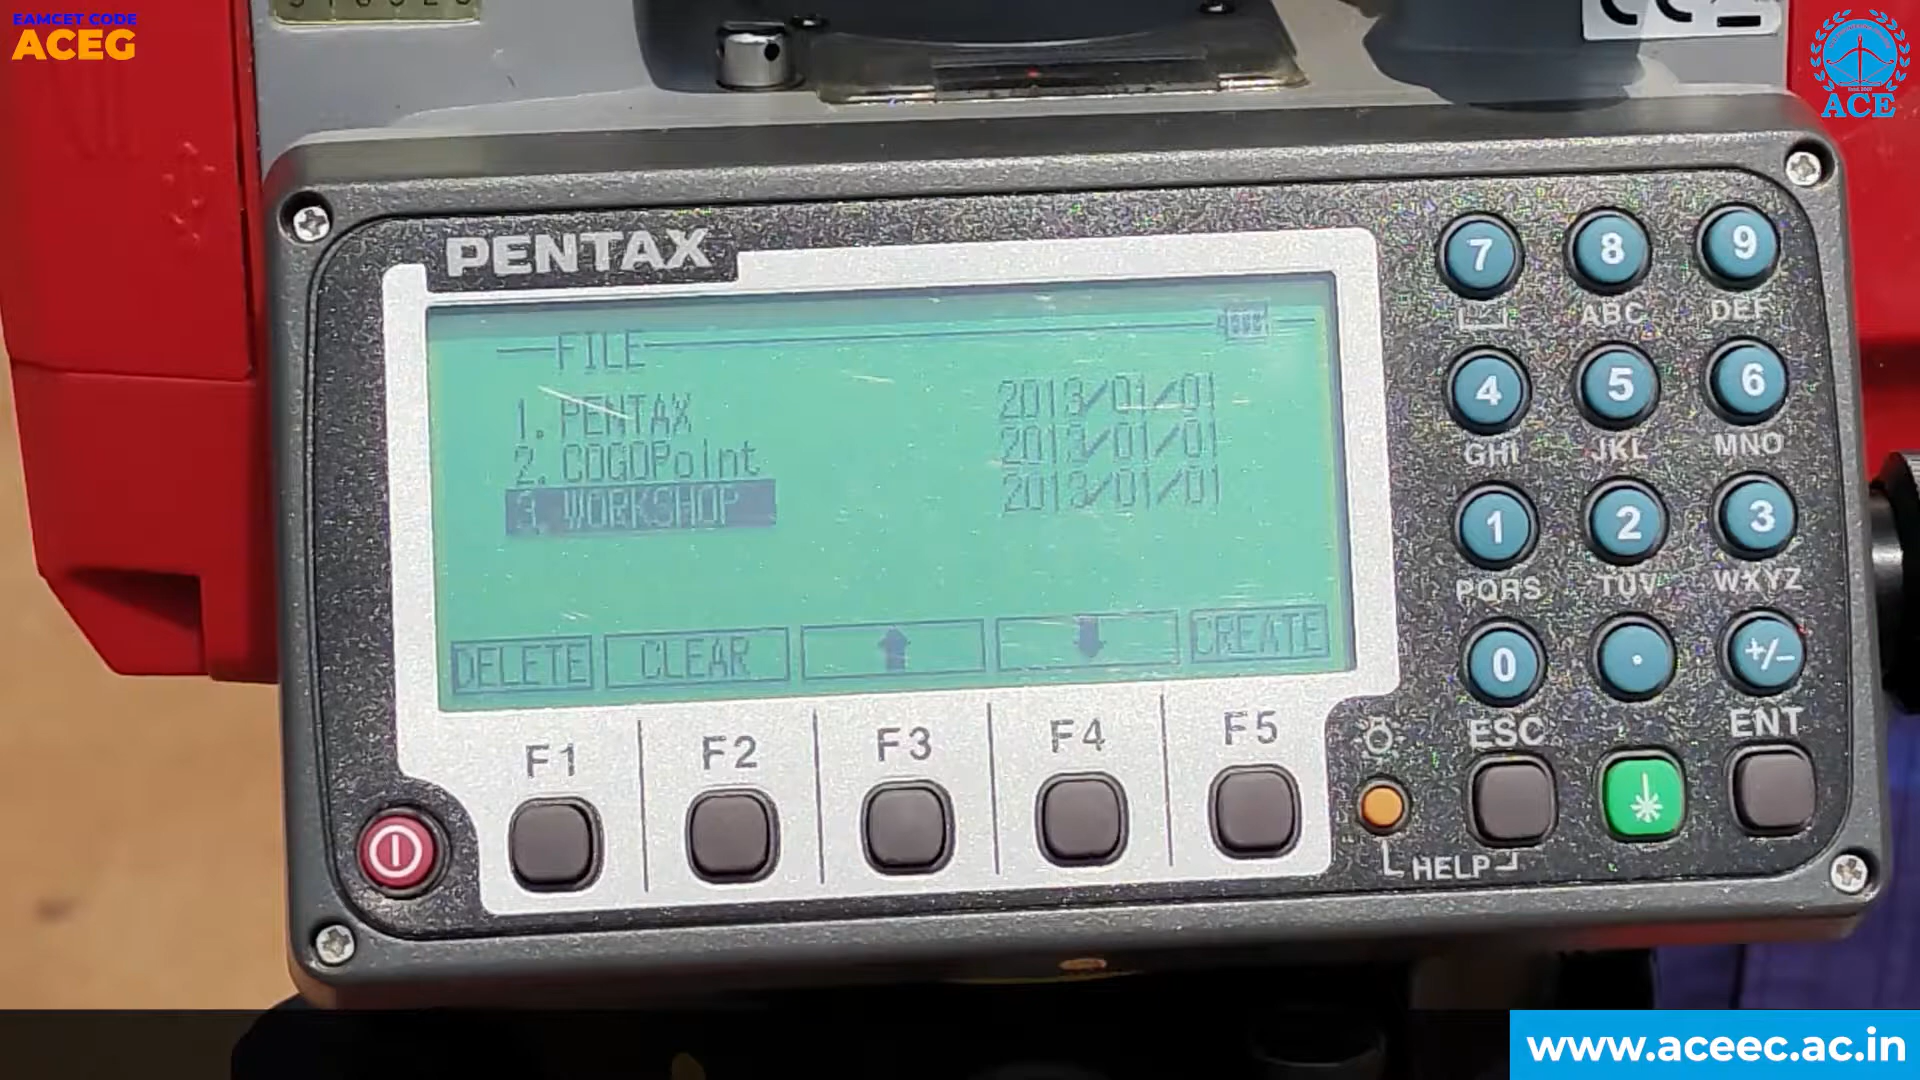 EAMCET CODE
ACEG
ACE
PENTAX
FILE
1. PENTAX 2013/01/01
2. COGOPoint 2013/01/01
3. WORKSHOP 2013/01/01
DELETE CLEAR CREATE
F1 F2 F3 F4 F5
7 8 9
ABC DEF
4 5 6
GHI JKL MNO
1 2 3
PQRS TUV WXYZ
0 . +/-
ESC ENT
HELP
www.aceec.ac.in